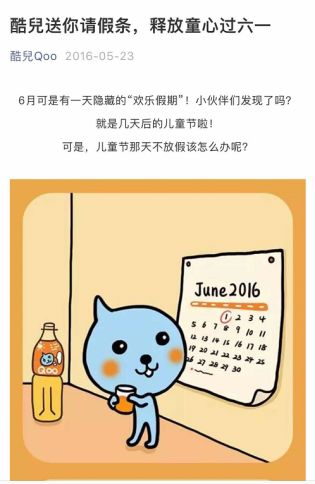 酷兒送你请假条，释放童心过六一
酷兒Qoo 2016-05-23
6月可是有一天隐藏的“欢乐假期”！小伙伴们发现了吗？
就是几天后的儿童节啦！
可是，儿童节那天不放假该怎么办呢？
June 2016
1 2 3 4
5 6 7 8 9 10 11
12 13 14 15 16 17 18
19 20 21 22 23 24 25
26 27 28 29 30
Qoo